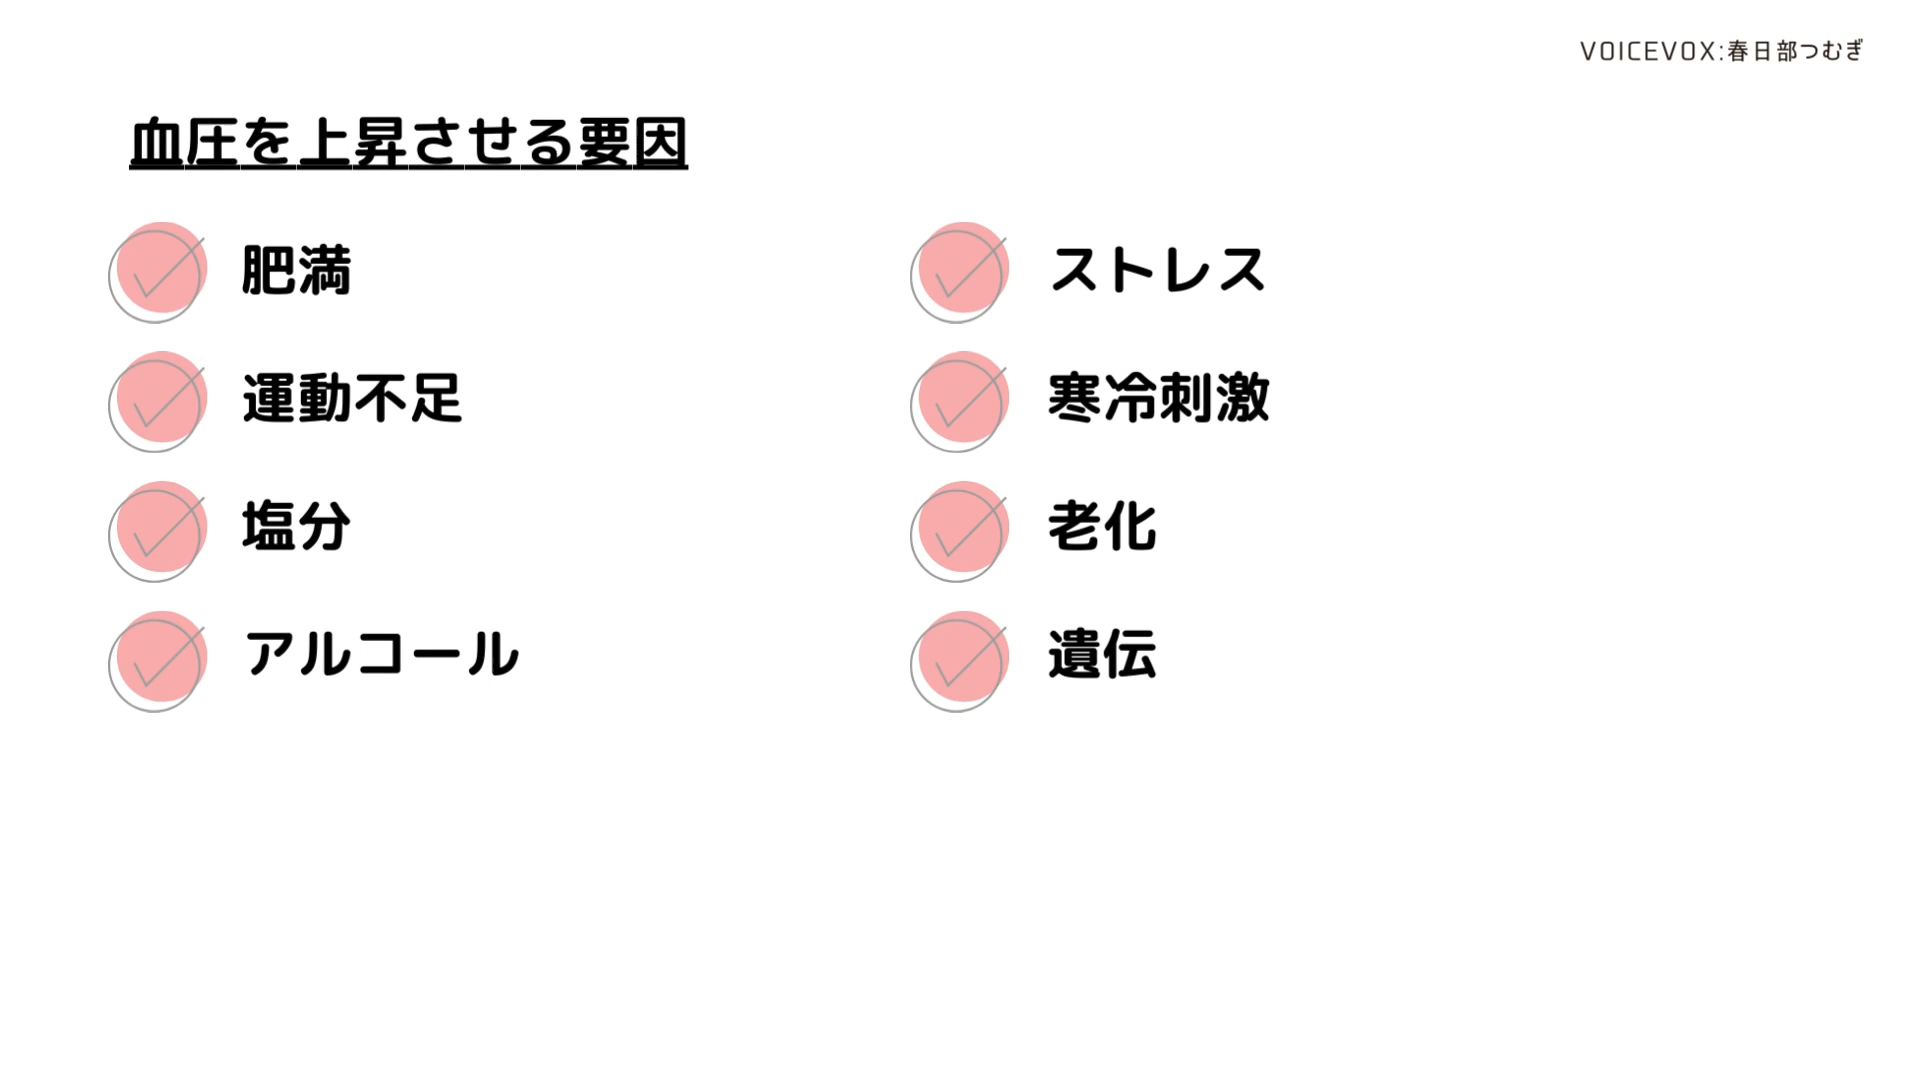 VOICEVOX:春日部つむぎ
血圧を上昇させる要因
肥満
運動不足
塩分
アルコール
ストレス
寒冷刺激
老化
遺伝